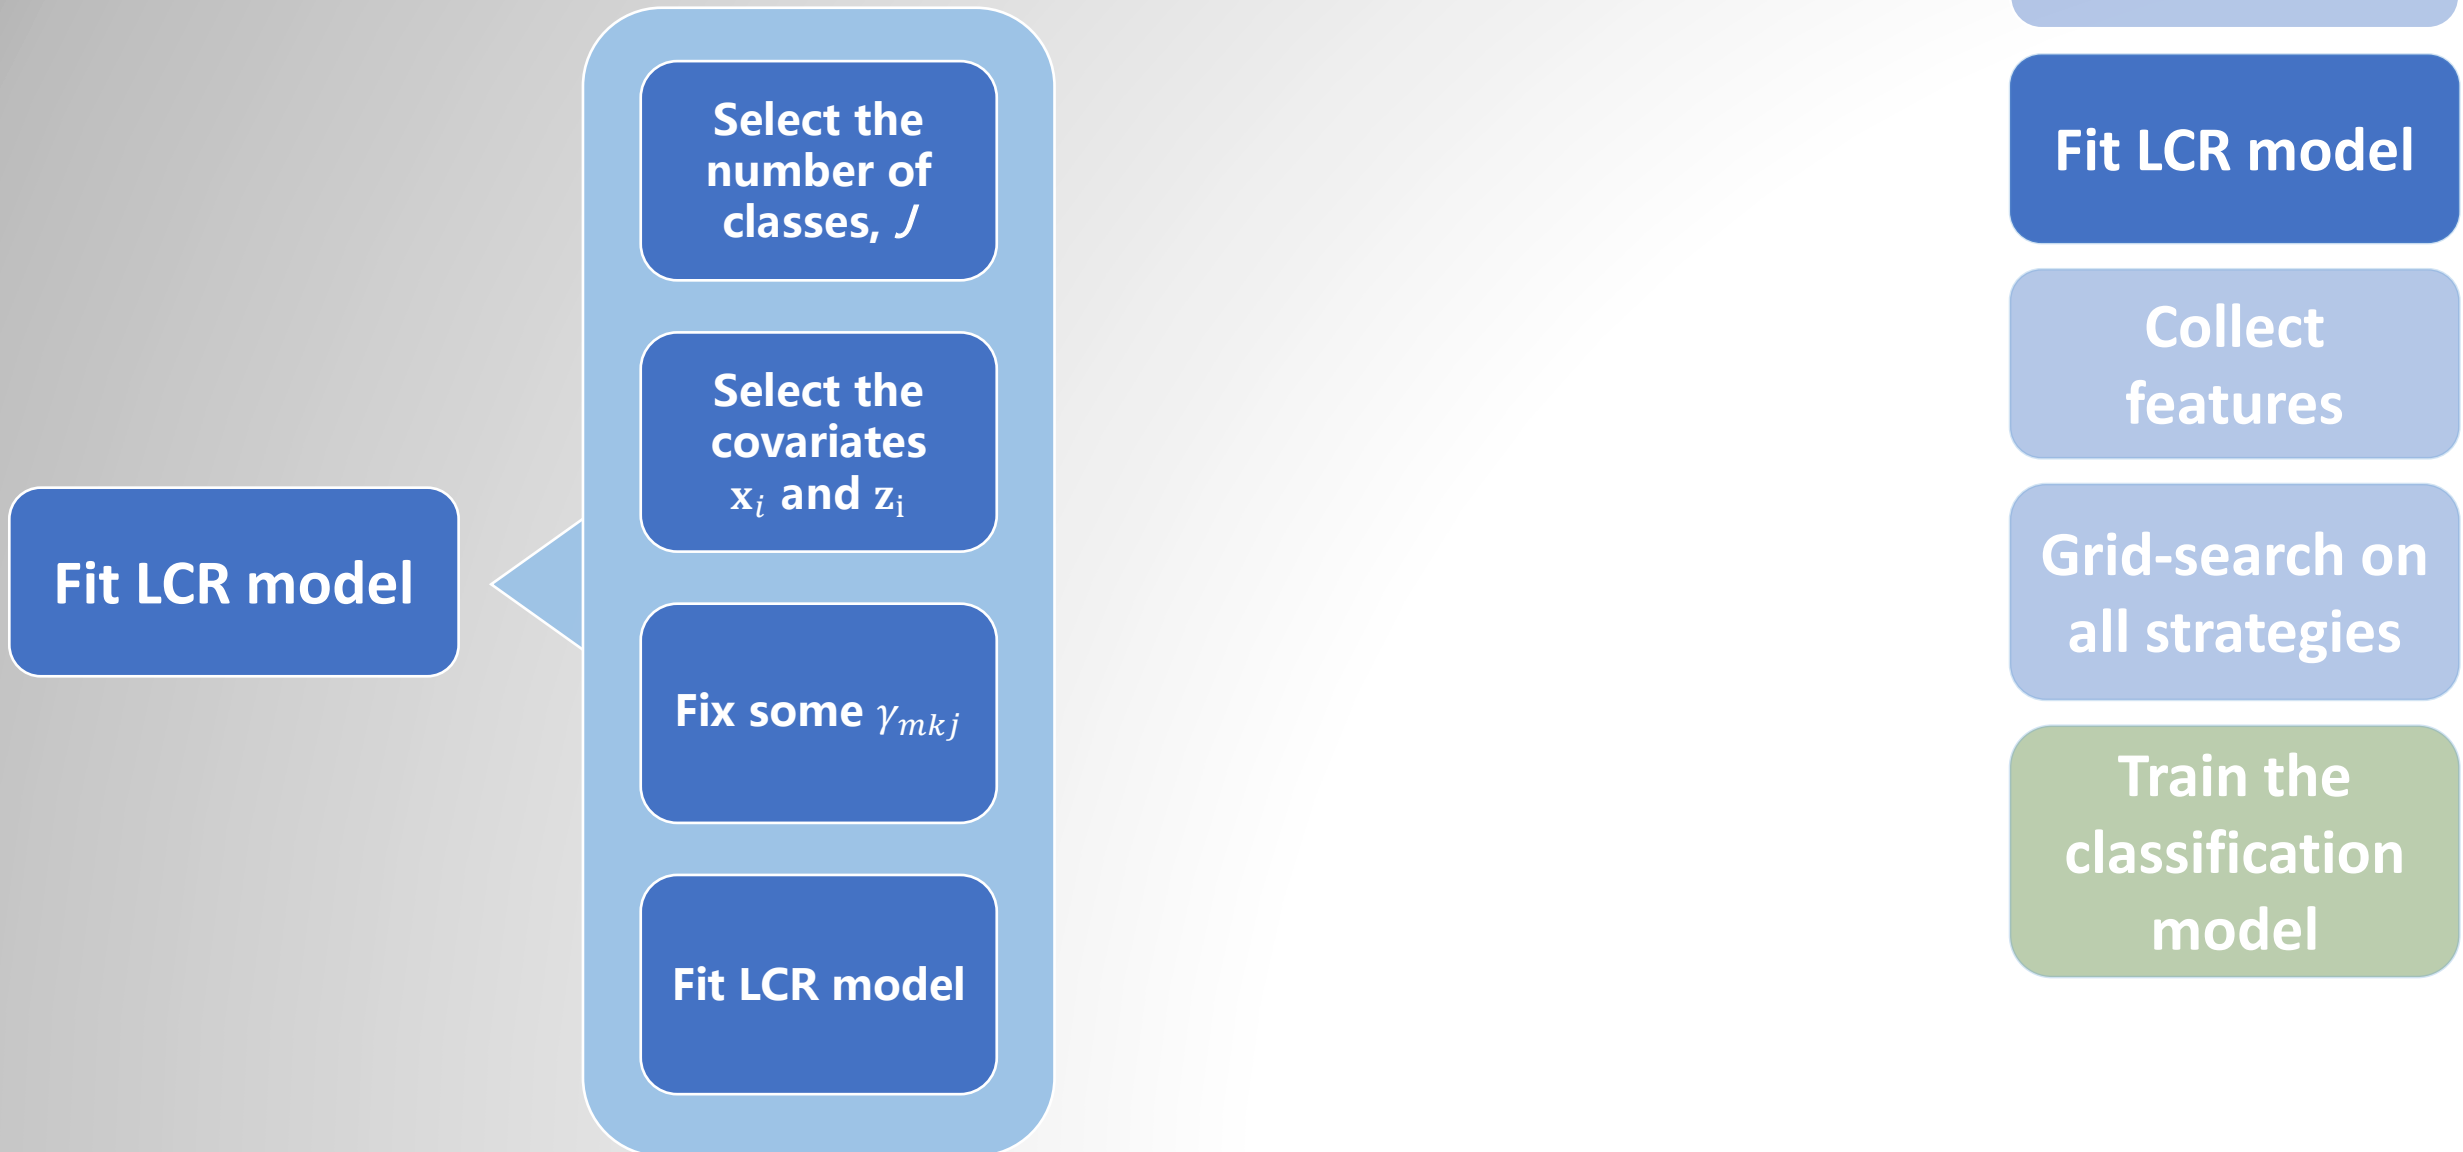 Fit LCR model
Select the
number of
classes, J
Select the
covariates
xᵢ and zᵢ
Fix some γₘₖⱼ
Fit LCR model
Fit LCR model
Collect
features
Grid-search on
all strategies
Train the
classification
model